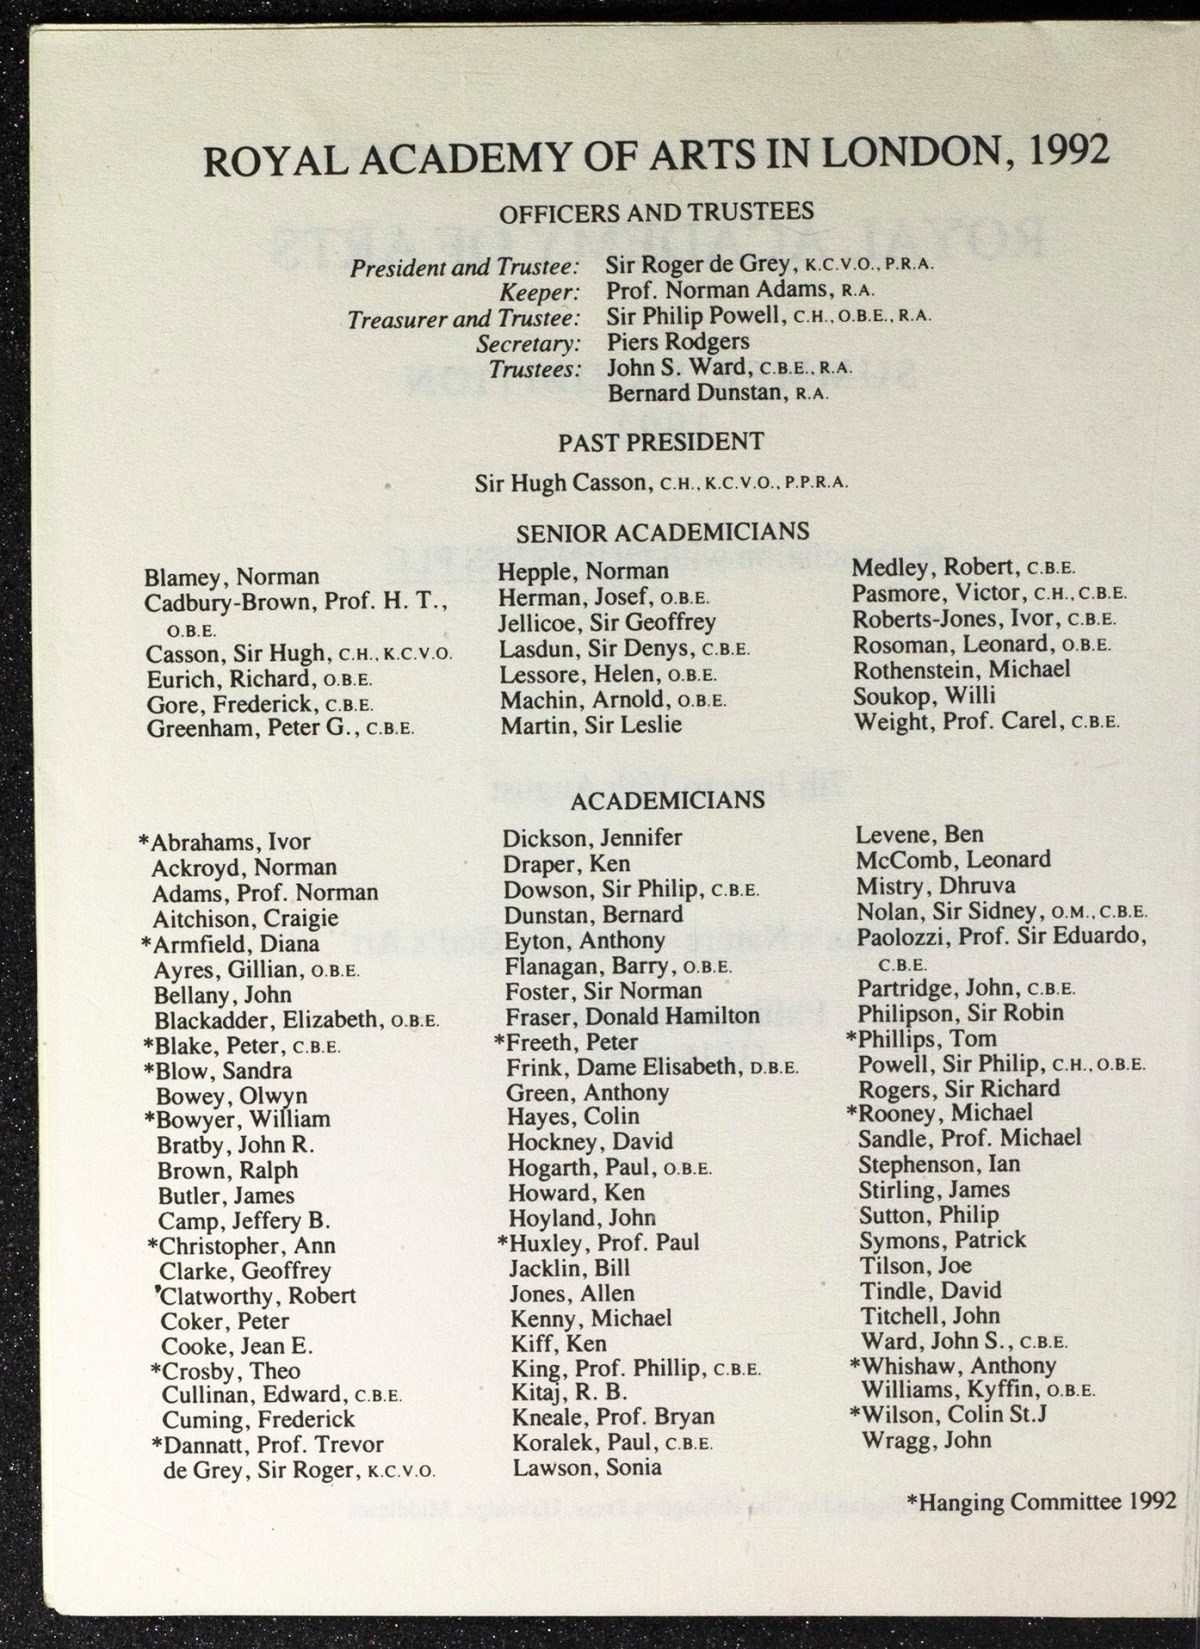 ROYAL ACADEMY OF ARTS IN LONDON, 1992
OFFICERS AND TRUSTEES
President and Trustee: Sir Roger de Grey, K.C.V.O., P.R.A.
Keeper: Prof. Norman Adams, R.A.
Treasurer and Trustee: Sir Philip Powell, C.H., O.B.E., R.A.
Secretary: Piers Rodgers
Trustees: John S. Ward, C.B.E., R.A.
Bernard Dunstan, R.A.
PAST PRESIDENT
Sir Hugh Casson, C.H., K.C.V.O., P.P.R.A.
SENIOR ACADEMICIANS
Blamey, Norman
Cadbury-Brown, Prof. H. T.,
O.B.E.
Casson, Sir Hugh, C.H., K.C.V.O.
Eurich, Richard, O.B.E.
Gore, Frederick, C.B.E.
Greenham, Peter G., C.B.E.
Hepple, Norman
Herman, Josef, O.B.E.
Jellicoe, Sir Geoffrey
Lasdun, Sir Denys, C.B.E.
Lessore, Helen, O.B.E.
Machin, Arnold, O.B.E.
Martin, Sir Leslie
Medley, Robert, C.B.E.
Pasmore, Victor, C.H., C.B.E.
Roberts-Jones, Ivor, C.B.E.
Rosoman, Leonard, O.B.E.
Rothenstein, Michael
Soukop, Willi
Weight, Prof. Carel, C.B.E.
ACADEMICIANS
*Abrahams, Ivor
Ackroyd, Norman
Adams, Prof. Norman
Aitchison, Craigie
*Armfield, Diana
Ayres, Gillian, O.B.E.
Bellany, John
Blackadder, Elizabeth, O.B.E.
*Blake, Peter, C.B.E.
*Blow, Sandra
Bowey, Olwyn
*Bowyer, William
Bratby, John R.
Brown, Ralph
Butler, James
Camp, Jeffery B.
*Christopher, Ann
Clarke, Geoffrey
'Clatworthy, Robert
Coker, Peter
Cooke, Jean E.
*Crosby, Theo
Cullinan, Edward, C.B.E.
Cuming, Frederick
*Dannatt, Prof. Trevor
de Grey, Sir Roger, K.C.V.O.
Dickson, Jennifer
Draper, Ken
Dowson, Sir Philip, C.B.E.
Dunstan, Bernard
Eyton, Anthony
Flanagan, Barry, O.B.E.
Foster, Sir Norman
Fraser, Donald Hamilton
*Freeth, Peter
Frink, Dame Elisabeth, D.B.E.
Green, Anthony
Hayes, Colin
Hockney, David
Hogarth, Paul, O.B.E.
Howard, Ken
Hoyland, John
*Huxley, Prof. Paul
Jacklin, Bill
Jones, Allen
Kenny, Michael
Kiff, Ken
King, Prof. Phillip, C.B.E.
Kitaj, R. B.
Kneale, Prof. Bryan
Koralek, Paul, C.B.E.
Lawson, Sonia
Levene, Ben
McComb, Leonard
Mistry, Dhruva
Nolan, Sir Sidney, O.M., C.B.E.
Paolozzi, Prof. Sir Eduardo,
C.B.E.
Partridge, John, C.B.E.
Philipson, Sir Robin
*Phillips, Tom
Powell, Sir Philip, C.H., O.B.E.
Rogers, Sir Richard
*Rooney, Michael
Sandle, Prof. Michael
Stephenson, Ian
Stirling, James
Sutton, Philip
Symons, Patrick
Tilson, Joe
Tindle, David
Titchell, John
Ward, John S., C.B.E.
*Whishaw, Anthony
Williams, Kyffin, O.B.E.
*Wilson, Colin St.J
Wragg, John
*Hanging Committee 1992